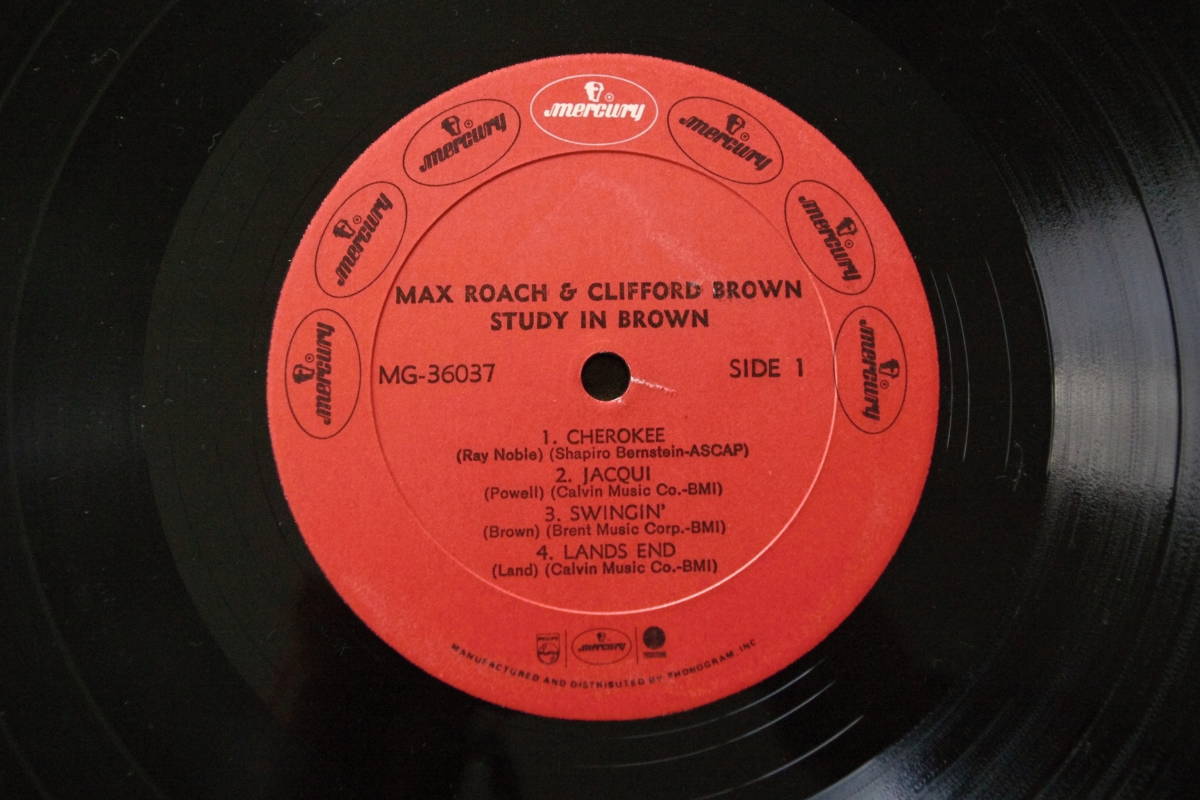 mercury
mercury
mercury
mercury
mercury
mercury
mercury
MAX ROACH & CLIFFORD BROWN
STUDY IN BROWN
MG-36037 SIDE 1
1. CHEROKEE
(Ray Noble) (Shapiro Bernstein-ASCAP)
2. JACQUI
(Powell) (Calvin Music Co.-BMI)
3. SWINGIN'
(Brown) (Brent Music Corp.-BMI)
4. LANDS END
(Land) (Calvin Music Co.-BMI)
PHILIPS mercury
MANUFACTURED AND DISTRIBUTED BY PHONOGRAM, INC